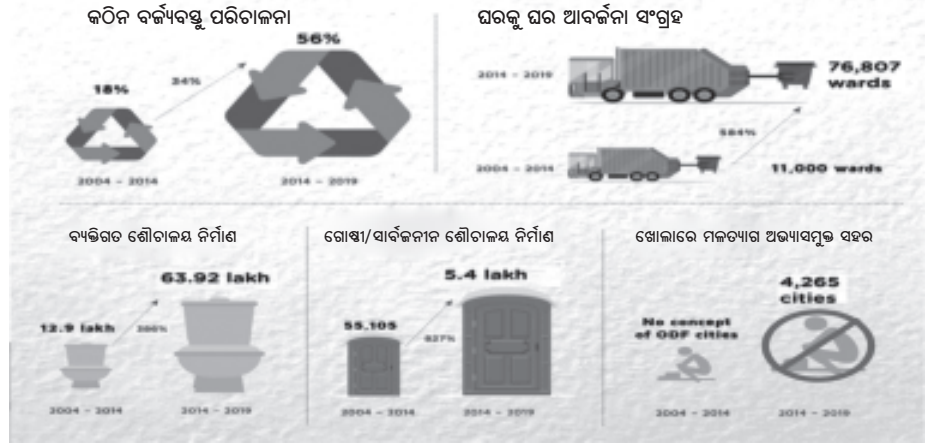 କଠିନ ବର୍ଜ୍ୟବସ୍ତୁ ପରିଚାଳନା
18%
34%
56%
2004 - 2014
2014 - 2019
ଘରକୁ ଘର ଆବର୍ଜନା ସଂଗ୍ରହ
2014 - 2019
76,807
wards
584%
2004 - 2014
11,000 wards
ବ୍ୟକ୍ତିଗତ ଶୌଚାଳୟ ନିର୍ମାଣ
63.92 lakh
12.9 lakh
2004 - 2014
2014 - 2019
ଗୋଷ୍ଠୀ/ସାର୍ବଜନୀନ ଶୌଚାଳୟ ନିର୍ମାଣ
5.4 lakh
55,105
827%
2004 - 2014
2014 - 2019
ଖୋଲାରେ ମଳତ୍ୟାଗ ଅଭ୍ୟାସମୁକ୍ତ ସହର
4,265
cities
No concept
of ODF cities
2004 - 2014
2014 - 2019